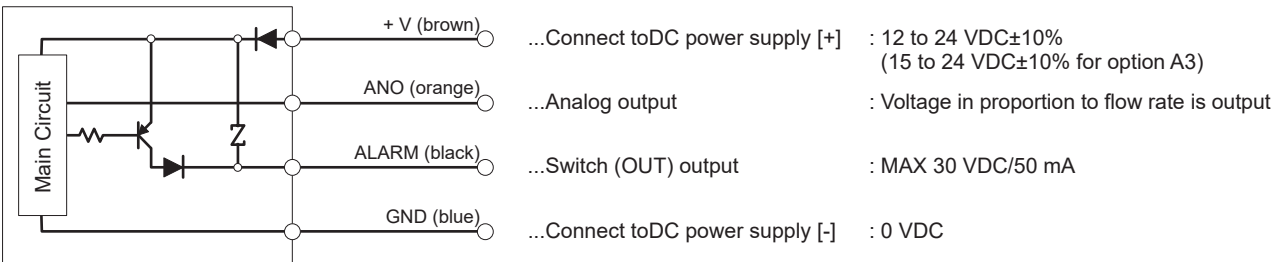 Main Circuit
+ V (brown) ...Connect toDC power supply [+] : 12 to 24 VDC±10%
(15 to 24 VDC±10% for option A3)
ANO (orange) ...Analog output : Voltage in proportion to flow rate is output
ALARM (black) ...Switch (OUT) output : MAX 30 VDC/50 mA
GND (blue) ...Connect toDC power supply [-] : 0 VDC